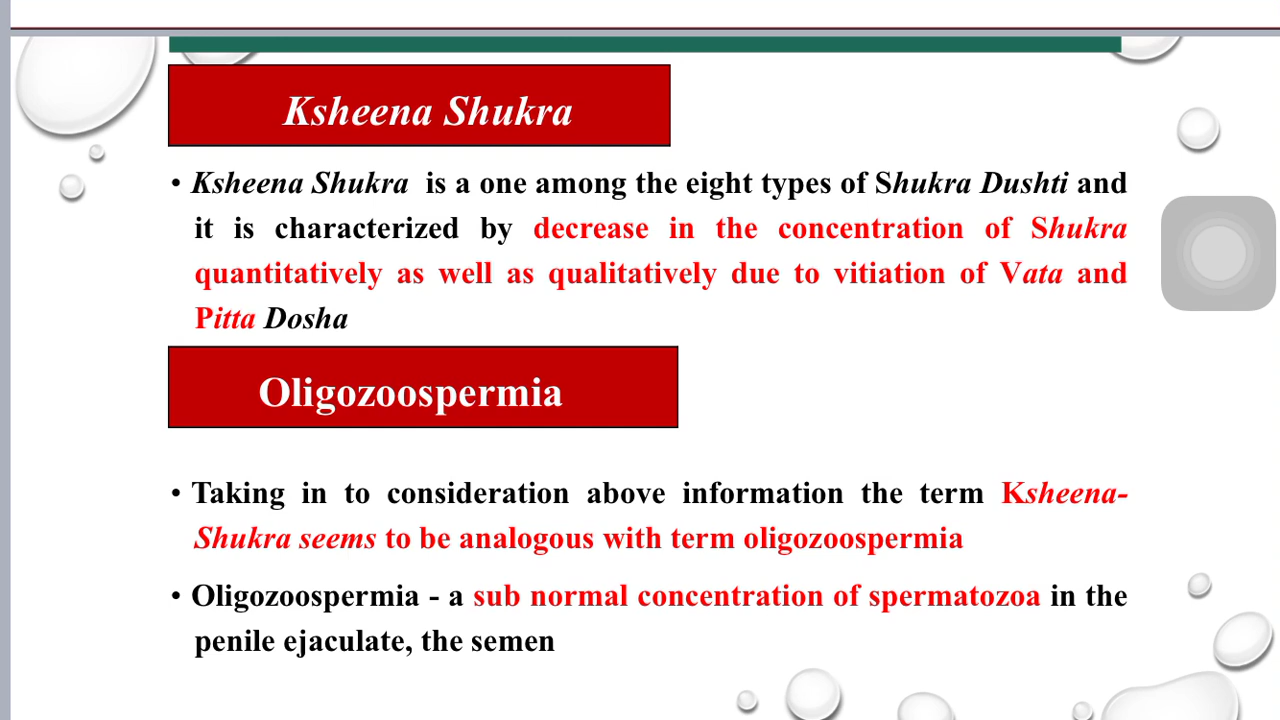 Ksheena Shukra
• Ksheena Shukra is a one among the eight types of Shukra Dushti and
it is characterized by decrease in the concentration of Shukra
quantitatively as well as qualitatively due to vitiation of Vata and
Pitta Dosha
Oligozoospermia
• Taking in to consideration above information the term Ksheena-
Shukra seems to be analogous with term oligozoospermia
• Oligozoospermia - a sub normal concentration of spermatozoa in the
penile ejaculate, the semen